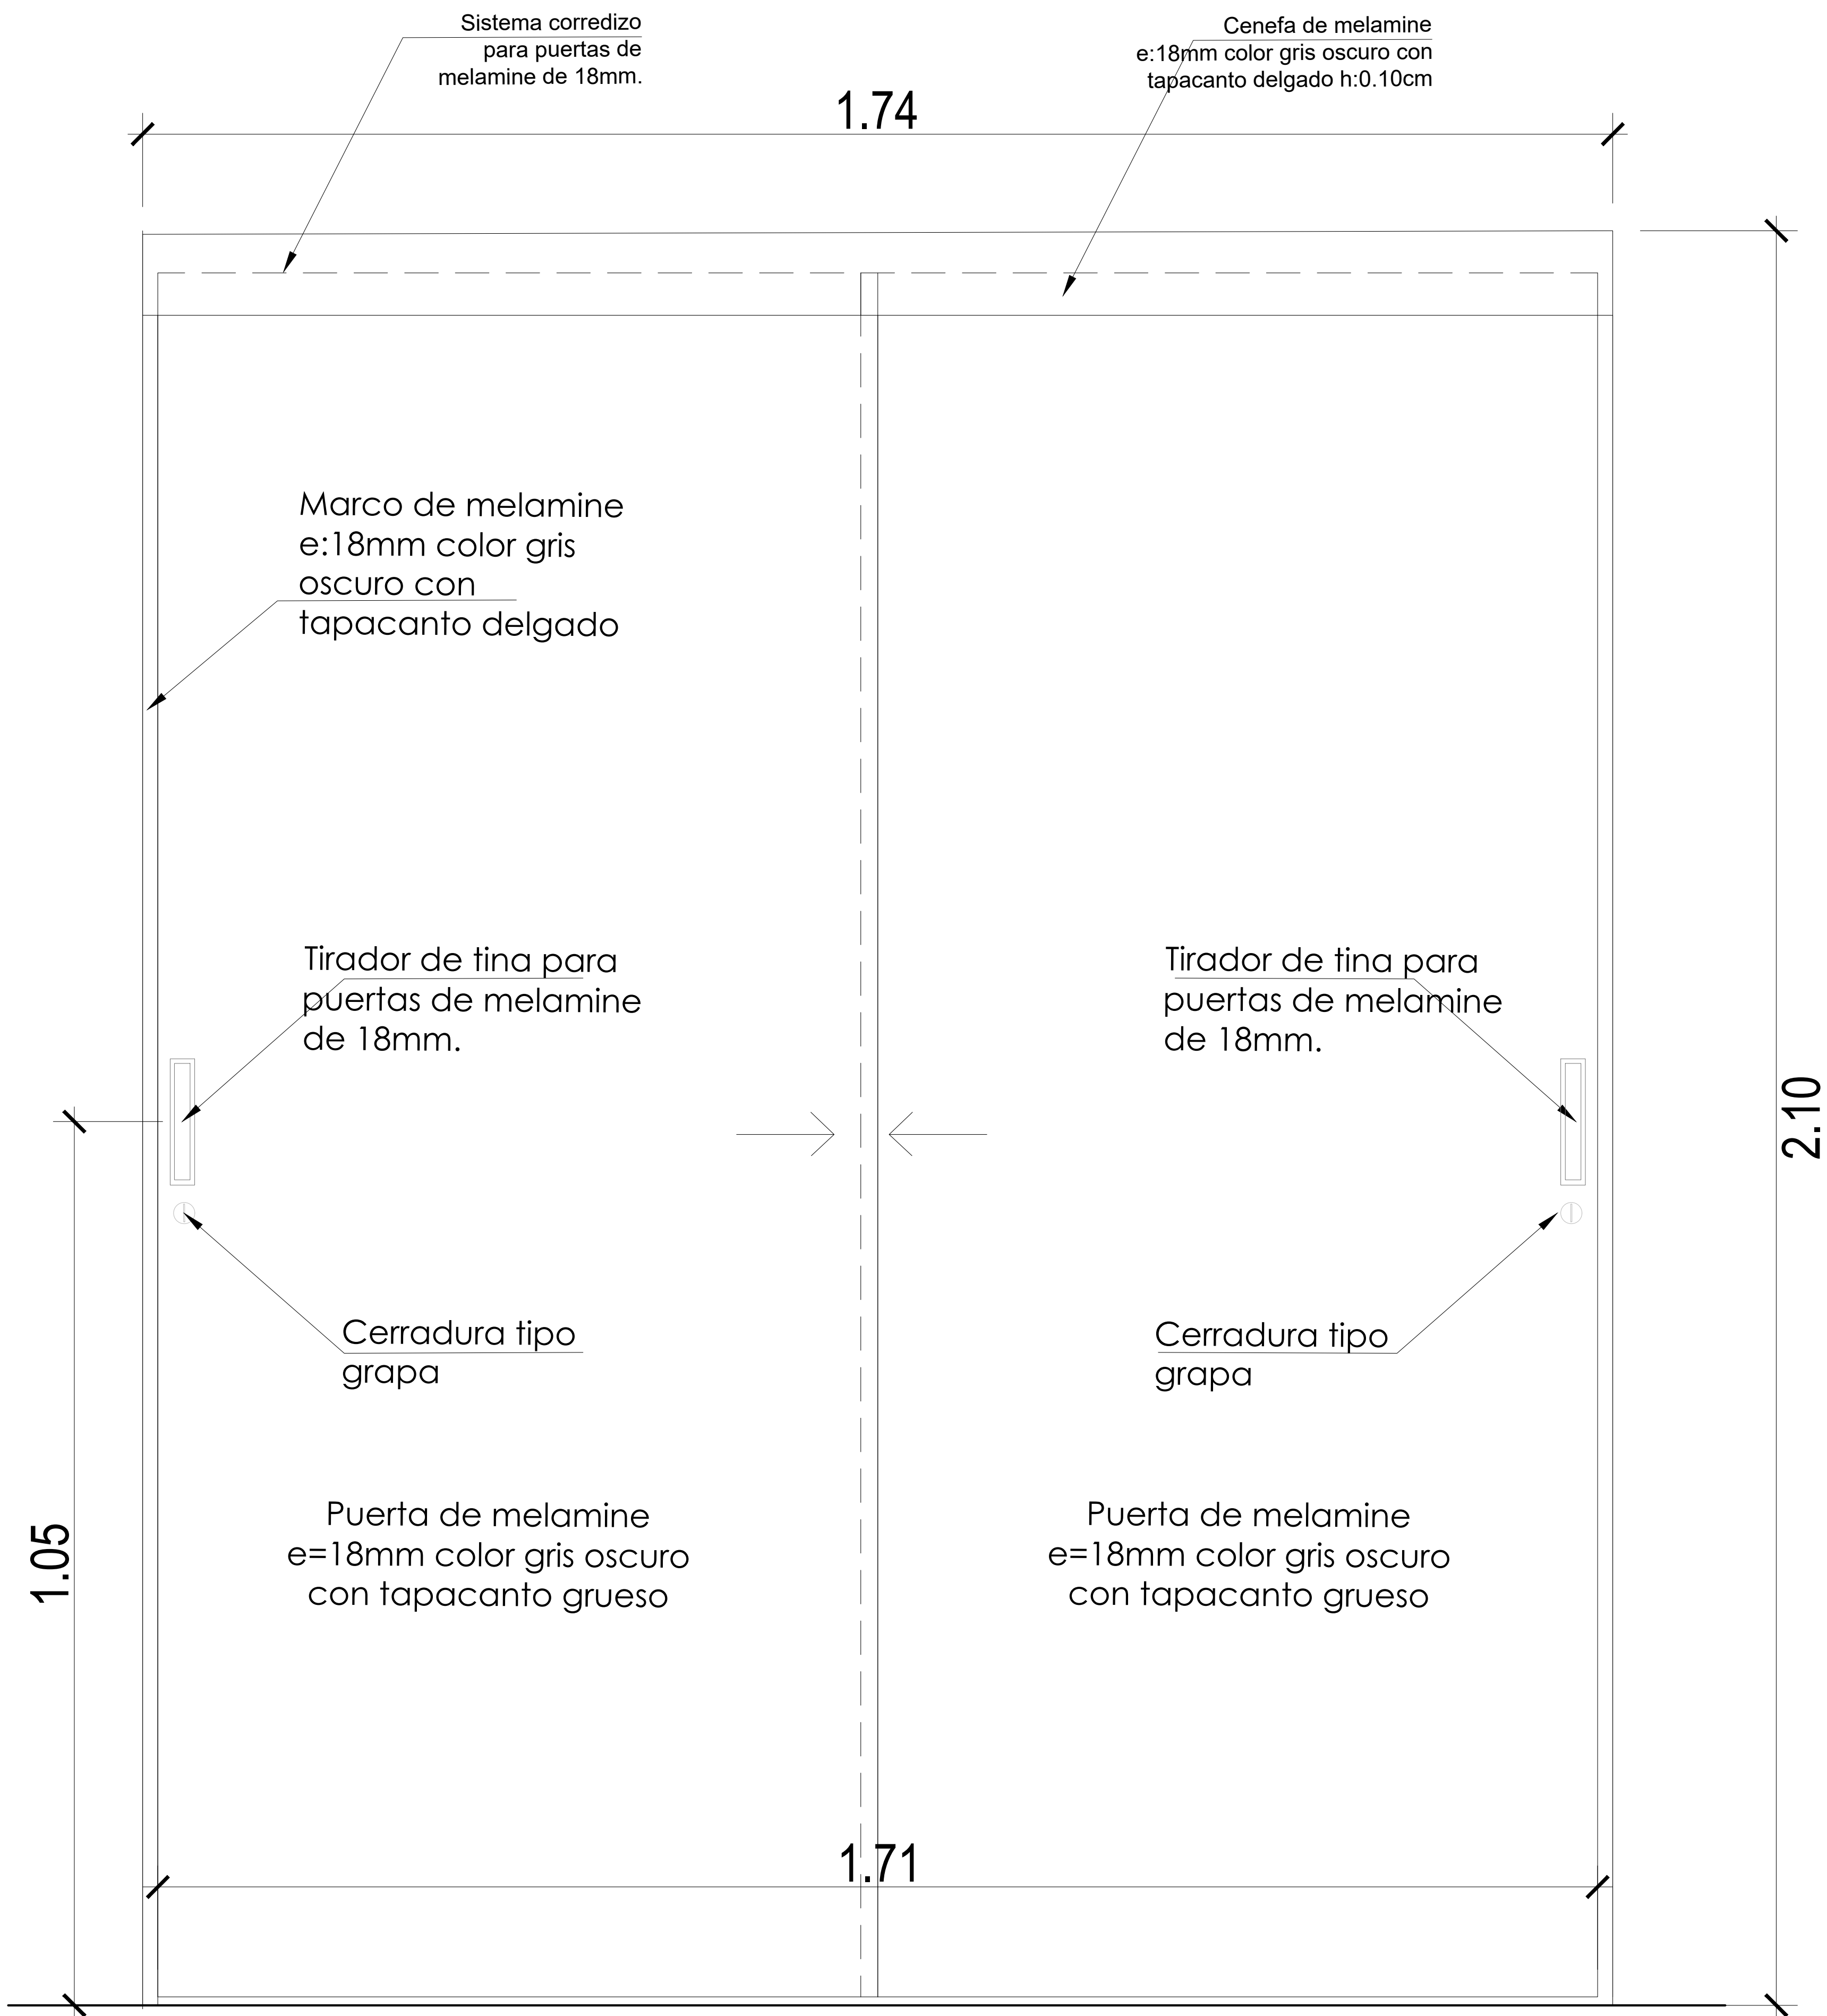 Sistema corredizo
para puertas de
melamine de 18mm.
Cenefa de melamine
e:18mm color gris oscuro con
tapacanto delgado h:0.10cm
1.74
Marco de melamine
e:18mm color gris
oscuro con
tapacanto delgado
Tirador de tina para
puertas de melamine
de 18mm.
Tirador de tina para
puertas de melamine
de 18mm.
2.10
Cerradura tipo
grapa
Cerradura tipo
grapa
1.05
Puerta de melamine
e=18mm color gris oscuro
con tapacanto grueso
Puerta de melamine
e=18mm color gris oscuro
con tapacanto grueso
1.71